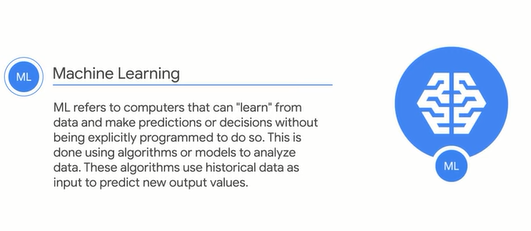 ML
Machine Learning
ML refers to computers that can "learn" from
data and make predictions or decisions without
being explicitly programmed to do so. This is
done using algorithms or models to analyze
data. These algorithms use historical data as
input to predict new output values.
ML